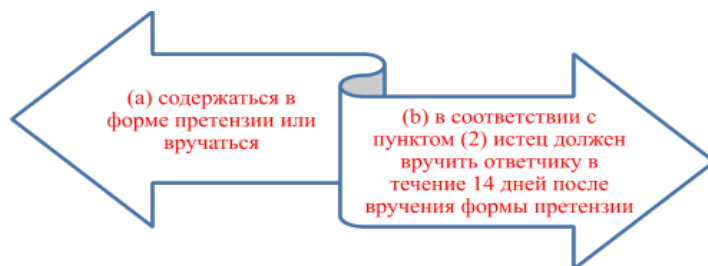 (a) содержаться в
форме претензии или
вручаться
(b) в соответствии с
пунктом (2) истец должен
вручить ответчику в
течение 14 дней после
вручения формы претензии